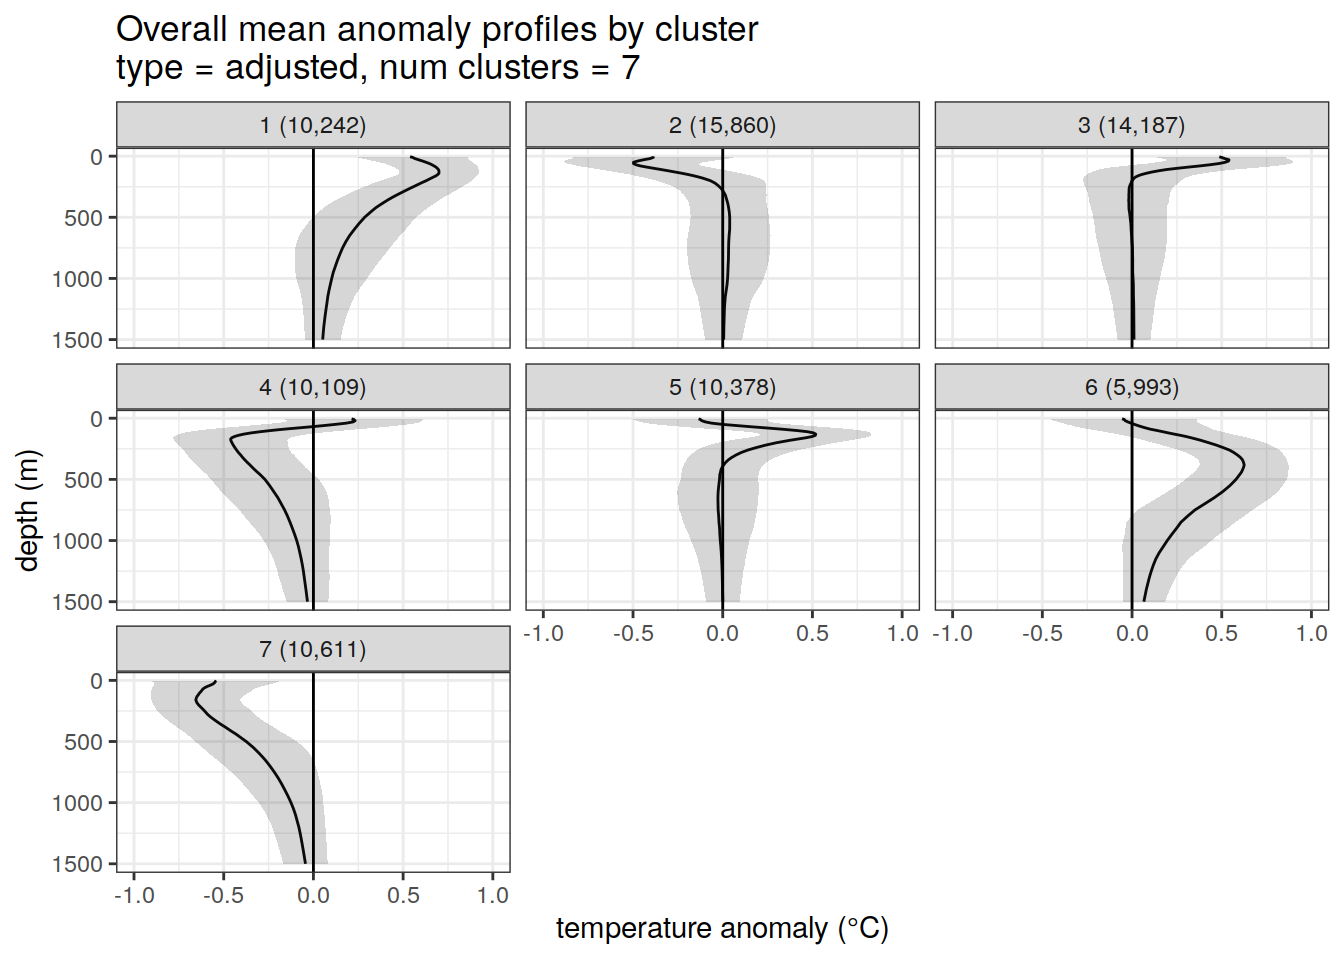 Overall mean anomaly profiles by cluster
type = adjusted, num clusters = 7
1 (10,242)
2 (15,860)
3 (14,187)
0
500
1000
1500
4 (10,109)
5 (10,378)
6 (5,993)
0
500
1000
1500
-1.0 -0.5 0.0 0.5 1.0
-1.0 -0.5 0.0 0.5 1.0
7 (10,611)
0
500
1000
1500
-1.0 -0.5 0.0 0.5 1.0
depth (m)
temperature anomaly (°C)